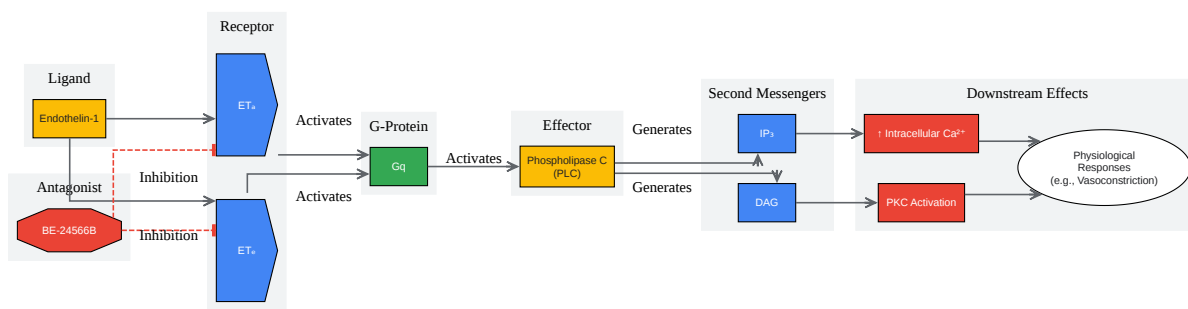 Receptor
Ligand
Endothelin-1
Antagonist
BE-24566B
ETₐ
ETₑ
Inhibition
Inhibition
Activates
Activates
G-Protein
Gq
Activates
Effector
Phospholipase C
(PLC)
Generates
Generates
Second Messengers
IP₃
DAG
Downstream Effects
↑ Intracellular Ca²⁺
PKC Activation
Physiological
Responses
(e.g., Vasoconstriction)